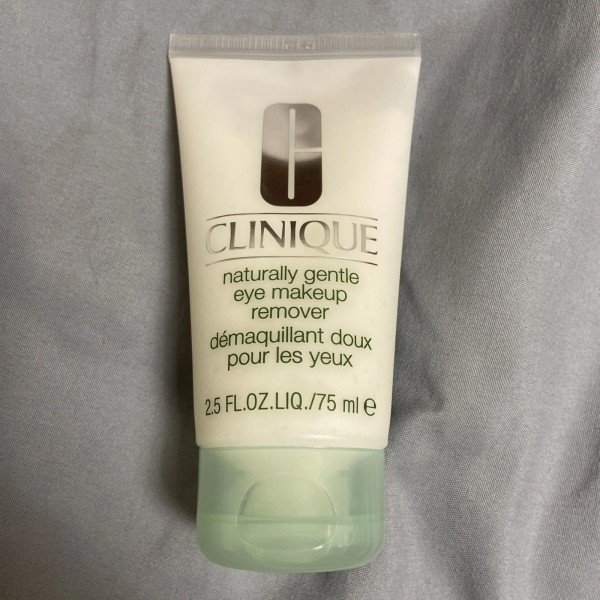 CLINIQUE
naturally gentle
eye makeup
remover
démaquillant doux
pour les yeux
2.5 FL.OZ.LIQ./75 ml ℮